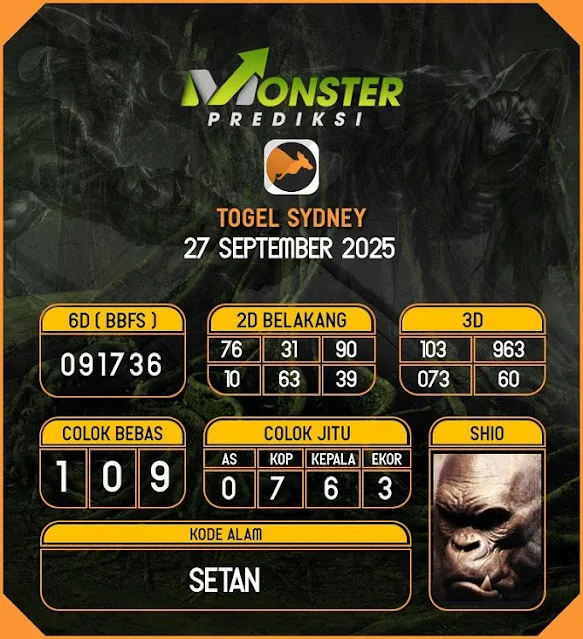 MONSTER
PREDIKSI
TOGEL SYDNEY
27 SEPTEMBER 2025
6D ( BBFS )
091736
2D BELAKANG
76 31 90
10 63 39
3D
103 963
073 60
COLOK BEBAS
1 0 9
COLOK JITU
AS KOP KEPALA EKOR
0 7 6 3
SHIO
KODE ALAM
SETAN